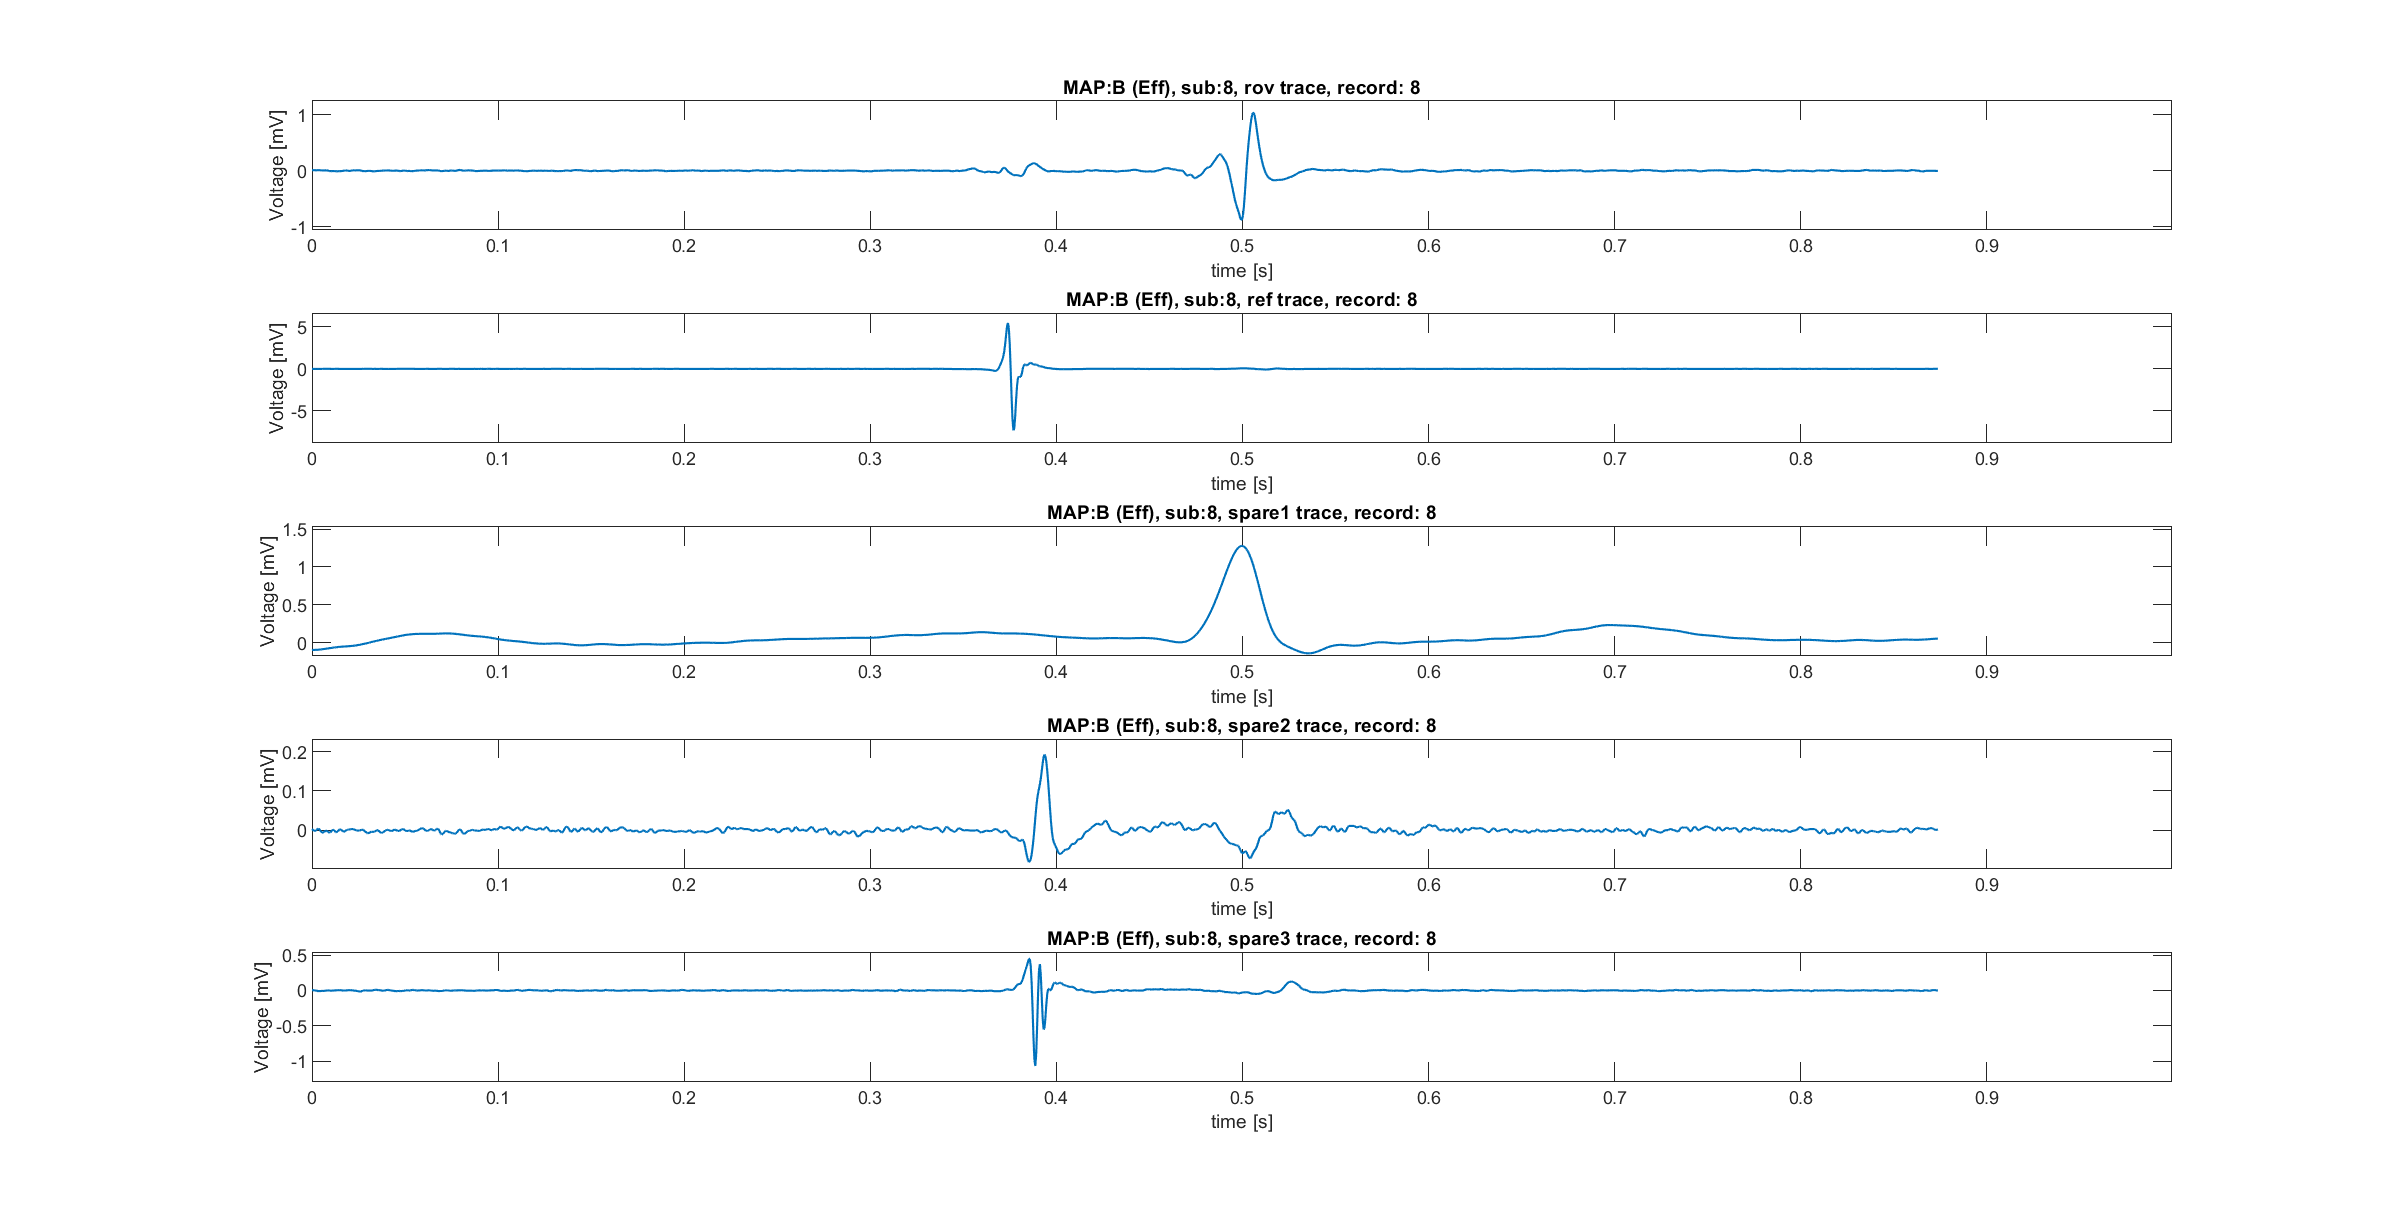 MAP:B (Eff), sub:8, rov trace, record: 8
Voltage [mV]
1
0
-1
0 0.1 0.2 0.3 0.4 0.5 0.6 0.7 0.8 0.9
time [s]
MAP:B (Eff), sub:8, ref trace, record: 8
Voltage [mV]
5
0
-5
0 0.1 0.2 0.3 0.4 0.5 0.6 0.7 0.8 0.9
time [s]
MAP:B (Eff), sub:8, spare1 trace, record: 8
Voltage [mV]
1.5
1
0.5
0
0 0.1 0.2 0.3 0.4 0.5 0.6 0.7 0.8 0.9
time [s]
MAP:B (Eff), sub:8, spare2 trace, record: 8
Voltage [mV]
0.2
0.1
0
0 0.1 0.2 0.3 0.4 0.5 0.6 0.7 0.8 0.9
time [s]
MAP:B (Eff), sub:8, spare3 trace, record: 8
Voltage [mV]
0.5
0
-0.5
-1
0 0.1 0.2 0.3 0.4 0.5 0.6 0.7 0.8 0.9
time [s]